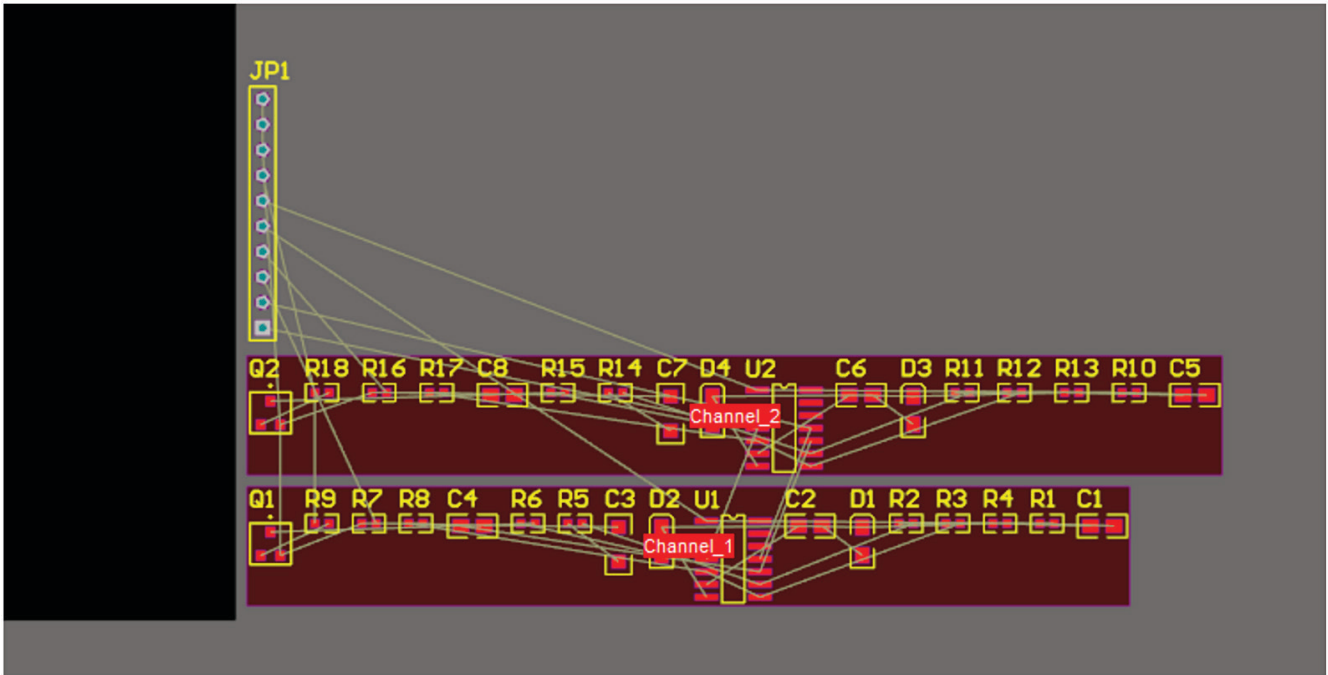 JP1
Q2 R18 R16 R17 C8 R15 R14 C7 D4 U2 C6 D3 R11 R12 R13 R10 C5
Channel_2
Q1 R9 R7 R8 C4 R6 R5 C3 D2 U1 C2 D1 R2 R3 R4 R1 C1
Channel_1